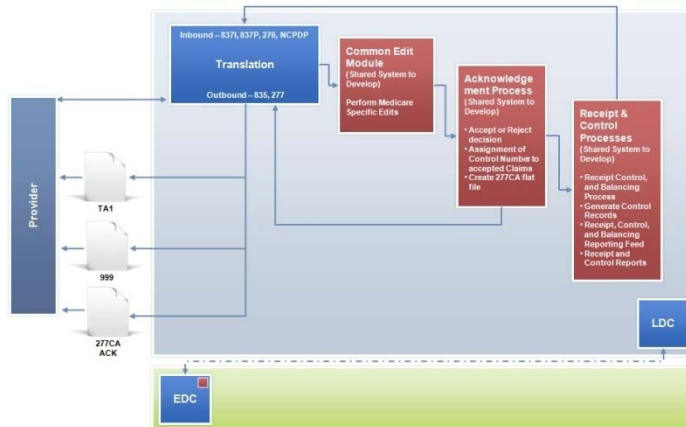 Inbound – 837I, 837P, 276, NCPDP
Translation
Outbound – 835, 277
Common Edit
Module
(Shared System to
Develop)
Perform Medicare
Specific Edits
Acknowledge
ment Process
(Shared System to
Develop)
• Accept or Reject
decision
• Assignment of
Control Number to
accepted Claims
• Create 277CA flat
file
Receipt &
Control
Processes
(Shared System to
Develop)
• Receipt Control,
and Balancing
Process
• Generate Control
Records
• Receipt, Control,
and Balancing
Reporting Feed
• Receipt and
Control Reports
Provider
TA1
999
277CA
ACK
LDC
EDC